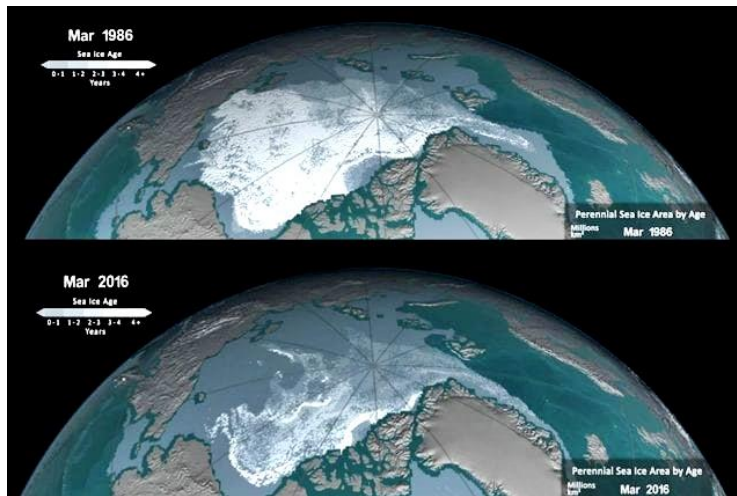 Mar 1986
Sea Ice Age
0-1 1-2 2-3 3-4 4+
Years
Perennial Sea Ice Area by Age
Millions
km²
Mar 1986
Mar 2016
Sea Ice Age
0-1 1-2 2-3 3-4 4+
Years
Perennial Sea Ice Area by Age
Millions
km²
Mar 2016